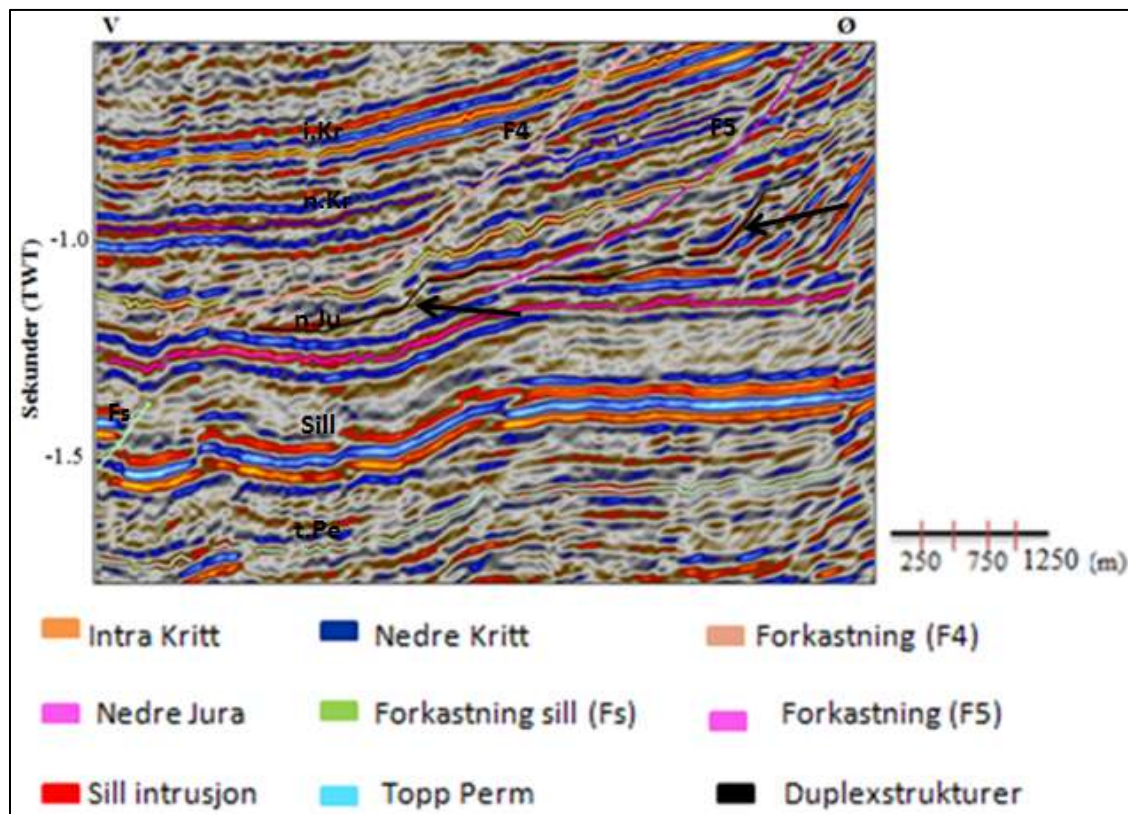 V Ø
i.Kr F4 F5
n.Kr
-1.0
n.Ju
Sekunder (TWT)
Fs
Sill
-1.5
t.Pe
250 750 1250 (m)
Intra Kritt Nedre Kritt Forkastning (F4)
Nedre Jura Forkastning sill (Fs) Forkastning (F5)
Sill intrusjon Topp Perm Duplexstrukturer